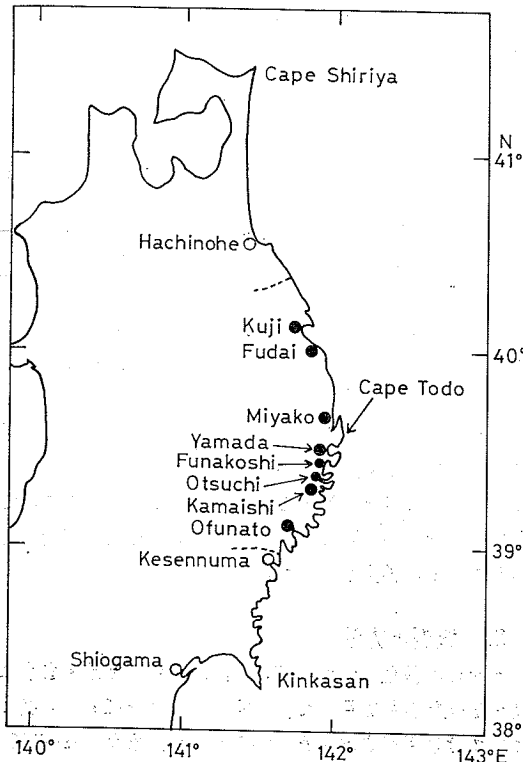 Cape Shiriya
N
41°
Hachinohe
Kuji
Fudai
40°
Cape Todo
Miyako
Yamada
Funakoshi
Otsuchi
Kamaishi
Ofunato
39°
Kesennuma
Shiogama
Kinkasan
38°
140°
141°
142°
143°E